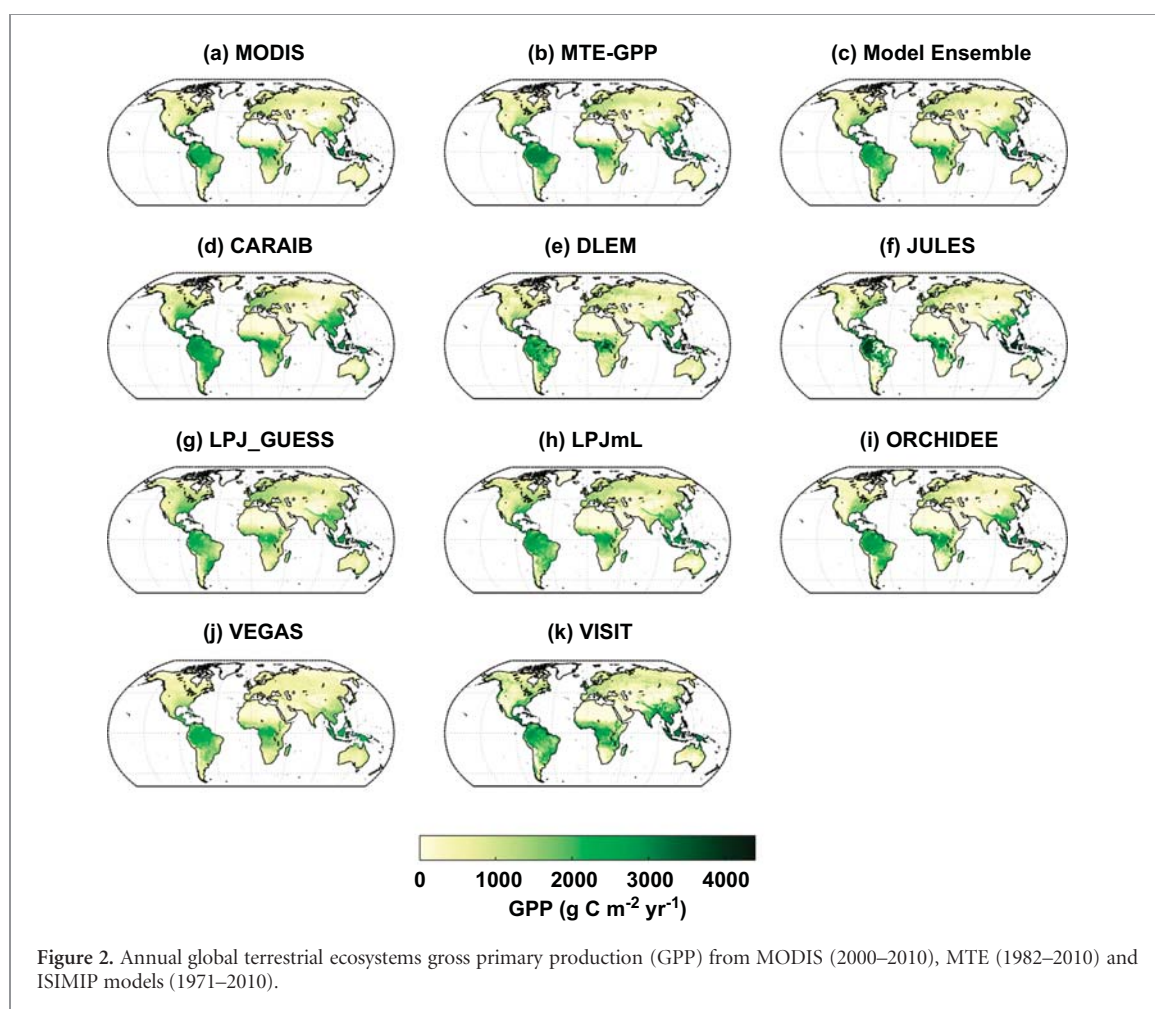 (a) MODIS
(b) MTE-GPP
(c) Model Ensemble
(d) CARAIB
(e) DLEM
(f) JULES
(g) LPJ_GUESS
(h) LPJmL
(i) ORCHIDEE
(j) VEGAS
(k) VISIT
0 1000 2000 3000 4000
GPP (g C m⁻² yr⁻¹)
Figure 2. Annual global terrestrial ecosystems gross primary production (GPP) from MODIS (2000–2010), MTE (1982–2010) and
ISIMIP models (1971–2010).